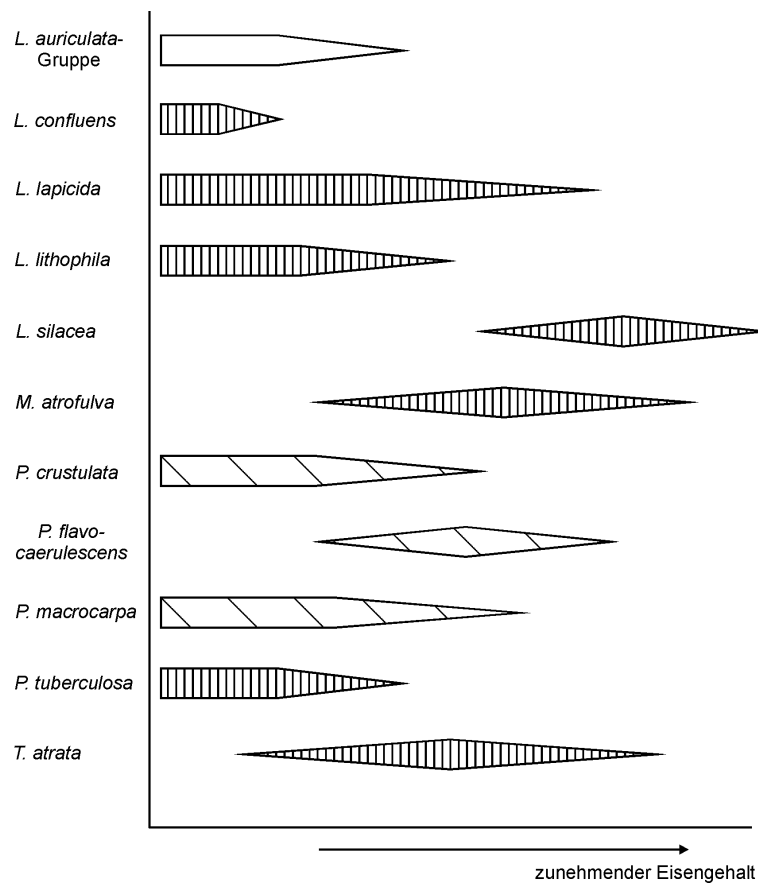 L. auriculata-
Gruppe
L. confluens
L. lapicida
L. lithophila
L. silacea
M. atrofulva
P. crustulata
P. flavo-
caerulescens
P. macrocarpa
P. tuberculosa
T. atrata
zunehmender Eisengehalt